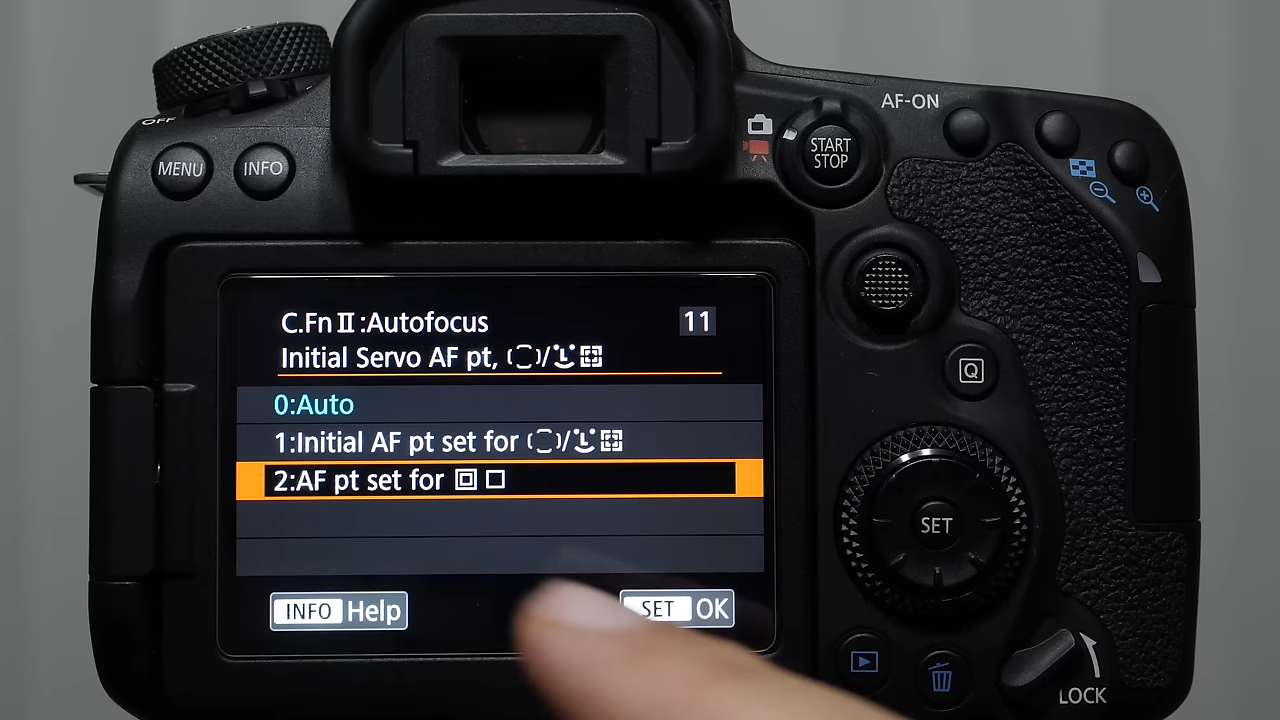 OFF
MENU
INFO
START
STOP
AF-ON
C.Fn II :Autofocus
11
Initial Servo AF pt, /
0:Auto
1:Initial AF pt set for /
2:AF pt set for
INFO Help
SET OK
Q
SET
LOCK